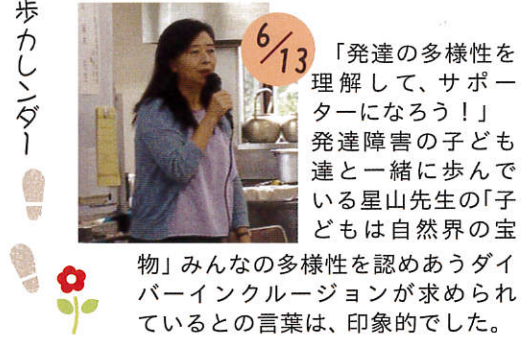 歩カレンダー
6/13
「発達の多様性を
理解して、サポー
ターになろう！」
発達障害の子ども
達と一緒に歩んで
いる星山先生の「子
どもは自然界の宝
物」みんなの多様性を認めあうダイ
バーインクルージョンが求められ
ているとの言葉は、印象的でした。